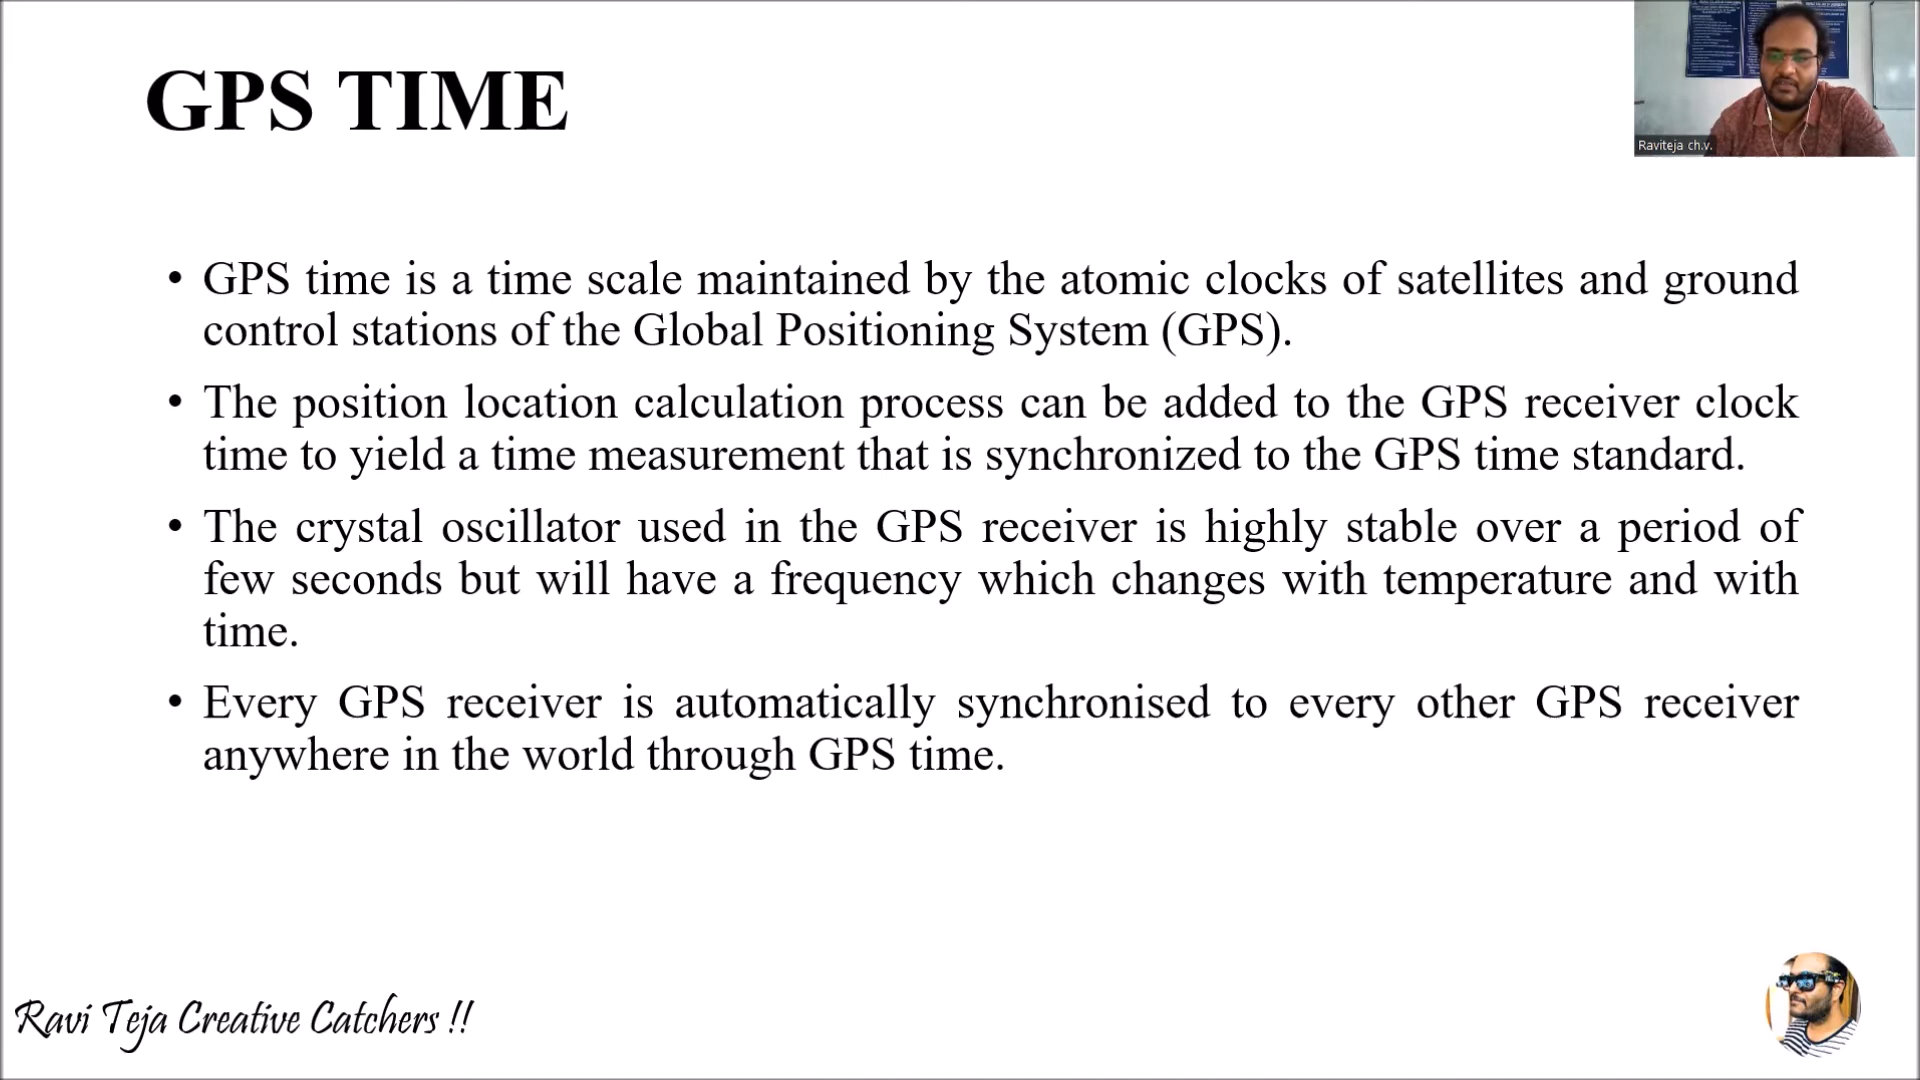 GPS TIME
Raviteja ch.v.
• GPS time is a time scale maintained by the atomic clocks of satellites and ground
control stations of the Global Positioning System (GPS).
• The position location calculation process can be added to the GPS receiver clock
time to yield a time measurement that is synchronized to the GPS time standard.
• The crystal oscillator used in the GPS receiver is highly stable over a period of
few seconds but will have a frequency which changes with temperature and with
time.
• Every GPS receiver is automatically synchronised to every other GPS receiver
anywhere in the world through GPS time.
Ravi Teja Creative Catchers !!